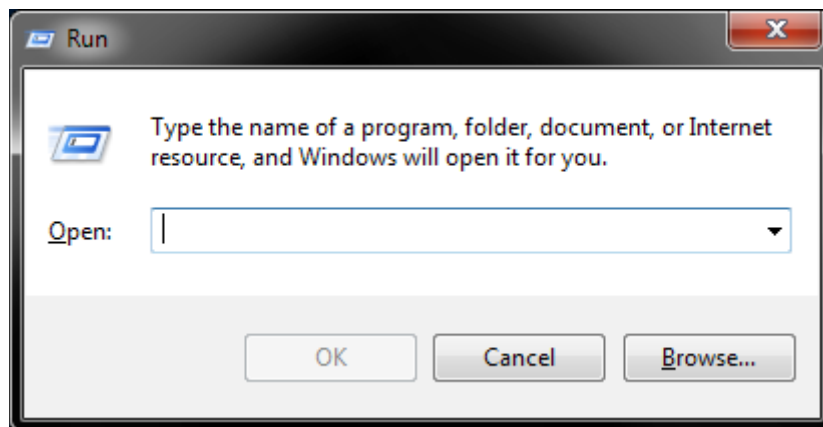 Run
Type the name of a program, folder, document, or Internet
resource, and Windows will open it for you.
Open:
OK Cancel Browse...